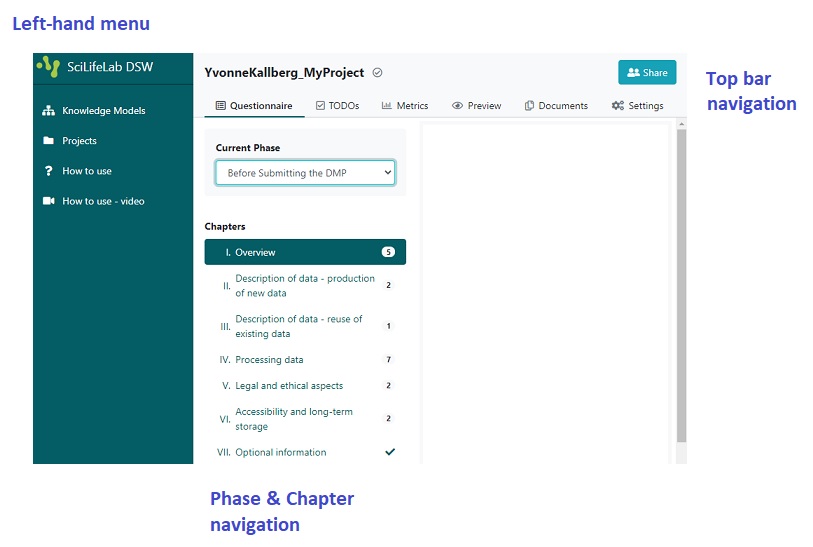 Left-hand menu
SciLifeLab DSW
Knowledge Models
Projects
How to use
How to use - video
YvonneKallberg_MyProject
Share
Questionnaire
TODOs
Metrics
Preview
Documents
Settings
Top bar
navigation
Current Phase
Before Submitting the DMP
Chapters
I. Overview 5
II. Description of data - production
of new data 2
III. Description of data - reuse of
existing data 1
IV. Processing data 7
V. Legal and ethical aspects 2
VI. Accessibility and long-term
storage 2
VII. Optional information
Phase & Chapter
navigation